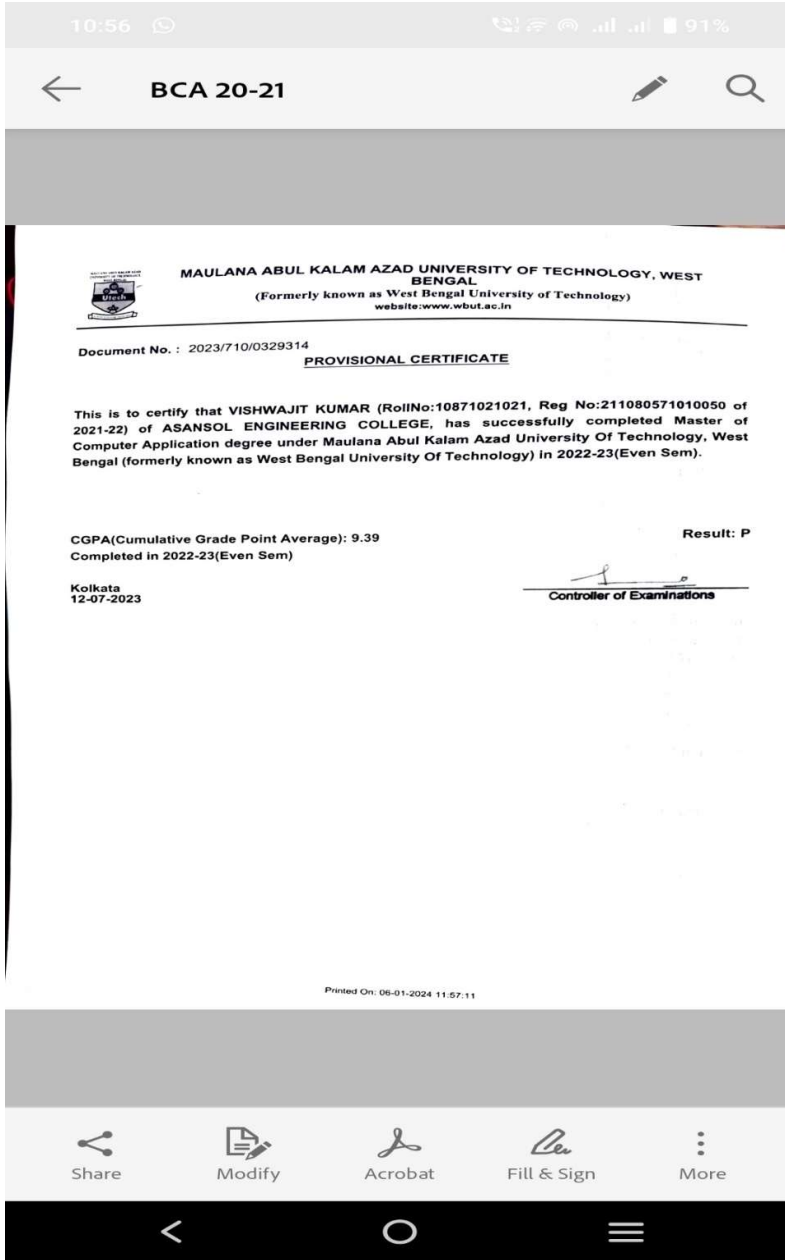 10:56
91%
BCA 20-21
Utech
MAULANA ABUL KALAM AZAD UNIVERSITY OF TECHNOLOGY, WEST
BENGAL
(Formerly known as West Bengal University of Technology)
website:www.wbut.ac.in
Document No. : 2023/710/0329314
PROVISIONAL CERTIFICATE
This is to certify that VISHWAJIT KUMAR (RollNo:10871021021, Reg No:211080571010050 of
2021-22) of ASANSOL ENGINEERING COLLEGE, has successfully completed Master of
Computer Application degree under Maulana Abul Kalam Azad University Of Technology, West
Bengal (formerly known as West Bengal University Of Technology) in 2022-23(Even Sem).
CGPA(Cumulative Grade Point Average): 9.39
Result: P
Completed in 2022-23(Even Sem)
Kolkata
12-07-2023
Controller of Examinations
Printed On: 06-01-2024 11:57:11
Share
Modify
Acrobat
Fill & Sign
More